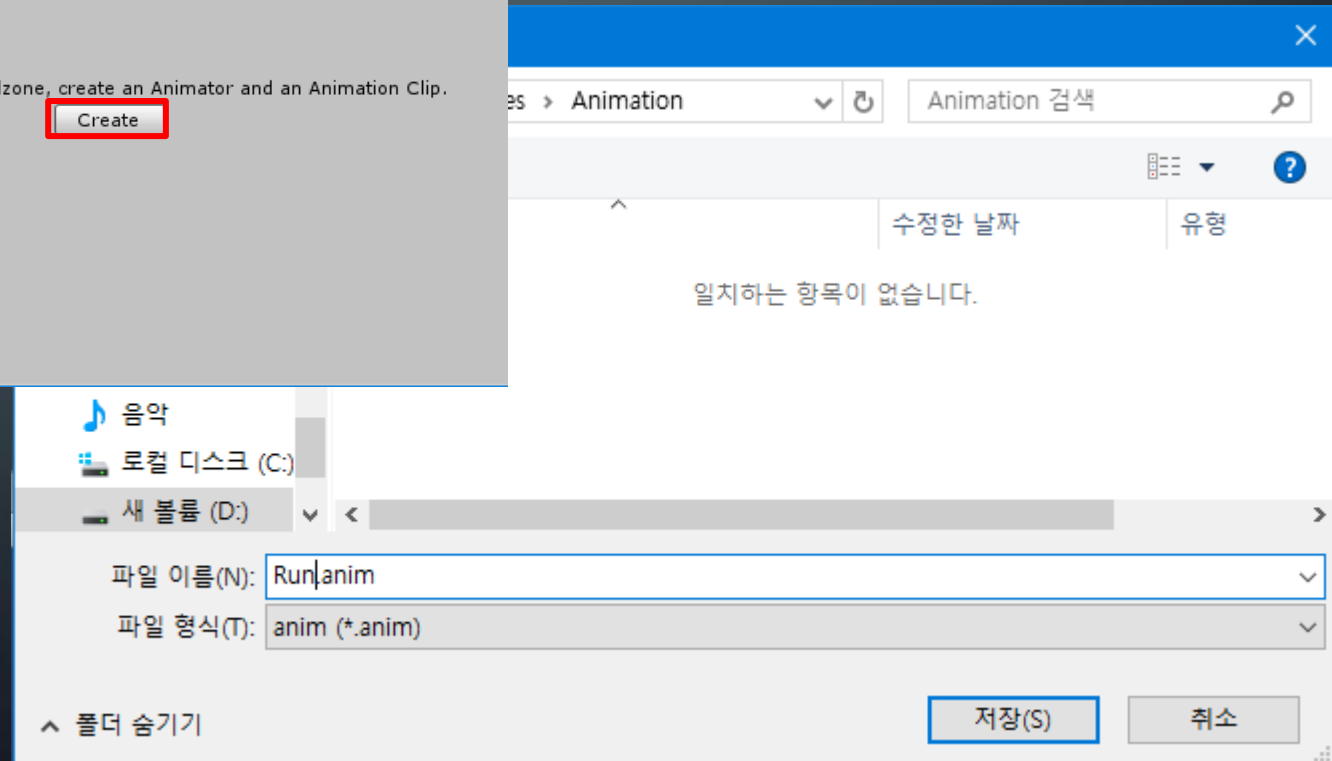 zone, create an Animator and an Animation Clip.
Create
es > Animation
Animation 검색
수정한 날짜
유형
일치하는 항목이 없습니다.
음악
로컬 디스크 (C:)
새 볼륨 (D:)
파일 이름(N):
Run.anim
파일 형식(T):
anim (*.anim)
폴더 숨기기
저장(S)
취소